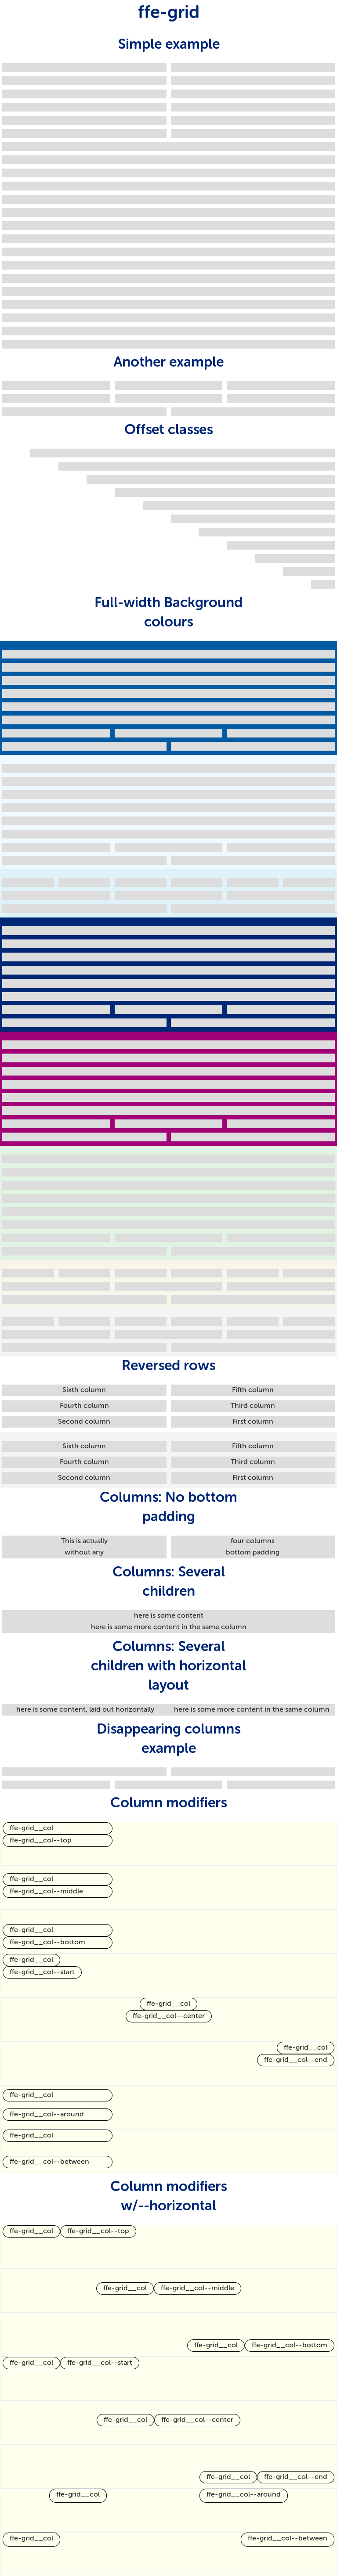 ffe-grid
Simple example
Another example
Offset classes
Full-width Background
colours
Reversed rows
Sixth column Fifth column
Fourth column Third column
Second column First column
Sixth column Fifth column
Fourth column Third column
Second column First column
Columns: No bottom
padding
This is actually four columns
without any bottom padding
Columns: Several
children
here is some content
here is some more content in the same column
Columns: Several
children with horizontal
layout
here is some content, laid out horizontally here is some more content in the same column
Disappearing columns
example
Column modifiers
ffe-grid__col
ffe-grid__col--top
ffe-grid__col
ffe-grid__col--middle
ffe-grid__col
ffe-grid__col--bottom
ffe-grid__col
ffe-grid__col--start
ffe-grid__col
ffe-grid__col--center
ffe-grid__col
ffe-grid__col--end
ffe-grid__col
ffe-grid__col--around
ffe-grid__col
ffe-grid__col--between
Column modifiers
w/--horizontal
ffe-grid__col ffe-grid__col--top
ffe-grid__col ffe-grid__col--middle
ffe-grid__col ffe-grid__col--bottom
ffe-grid__col ffe-grid__col--start
ffe-grid__col ffe-grid__col--center
ffe-grid__col ffe-grid__col--end
ffe-grid__col ffe-grid__col--around
ffe-grid__col ffe-grid__col--between